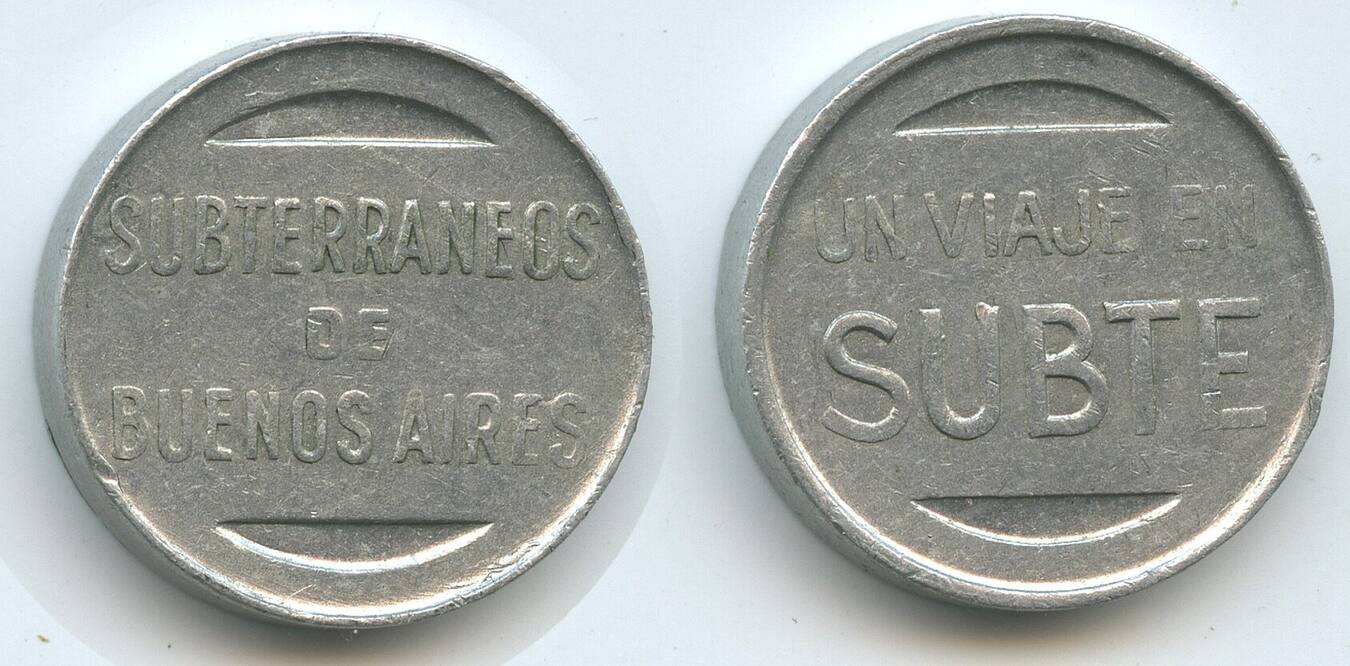 SUBTERRANEOS
DE
BUENOS AIRES
UN VIAJE EN
SUBTE